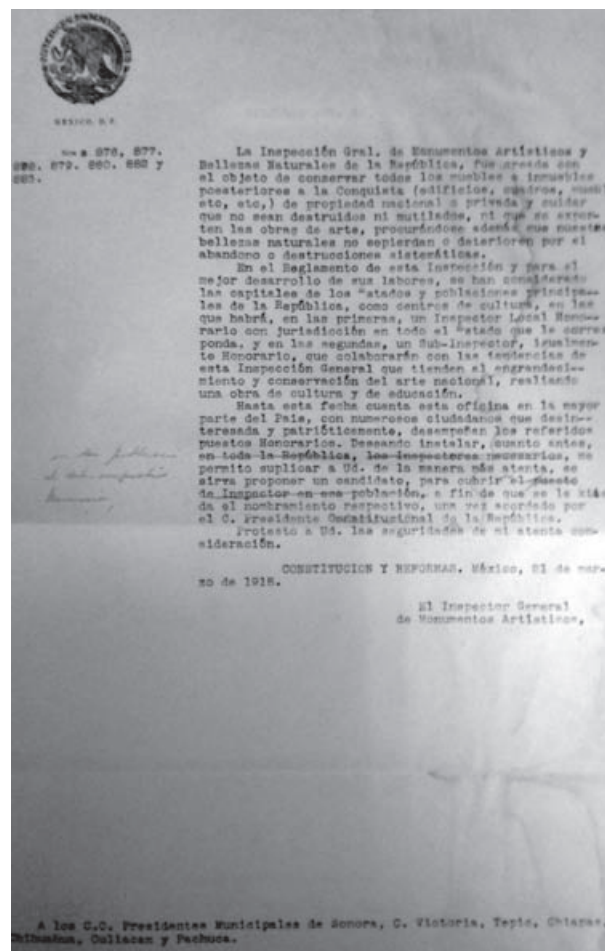 MEXICO, D. F.
876, 877.
879. 880. 882 y
La Inspección Gral. de Monumentos Artísticos y
Bellezas Naturales de la República, fue creada con
el objeto de conservar todos los muebles e inmuebles
posteriores a la Conquista (edificios, cuadros,
etc, etc,) de propiedad nacional o privada y cuidar
que no sean destruidos ni mutilados, ni que se expor-
ten las obras de arte, procurándose además que nuestras
bellezas naturales no sepierdan o deterioren por el
abandono o destrucciones sistemáticas.
En el Reglamento de esta Inspección y para el
mejor desarrollo de sus labores, se han considerado
las capitales de los "stados y poblaciones principa--
les de la República, como centros de cultura, en las
que habrá, en las primeras, un Inspector Local Hono--
rario con jurisdicción en todo el "stado que le corres
ponda, y en las segundas, un Sub-Inspector, igualmen-
te Honorario, que colaborarán con las tendencias de
esta Inspección General que tienden al engrandeci--
miento y conservación del arte nacional, realizando
una obra de cultura y de educación.
Hasta esta fecha cuenta esta oficina en la mayor
parte del País, con numerosos ciudadanos que desin--
teresada y patrióticamente, desempeñan los referidos
puestos Honorarios. Deseando instalar, cuanto antes,
en toda la República, los Inspectores necesarios, me
permito suplicar a Ud. de la manera más atenta, se
sirva proponer un candidato, para cubrir el puesto
de Inspector en esa población, a fin de que se le
da el nombramiento respectivo, una vez acordado por
el C. Presidente Constitucional de la República.
Protesto a Ud. las seguridades de mi atenta con-
sideración.
CONSTITUCION Y REFORMAS. México, 21 de mar-
zo de 1918.
El Inspector General
de Monumentos Artísticos,
A los C.C. Presidentes Municipales de Sonora, C. Victoria, Tepic, Chiapas,
Chihuahua, Culiacan y Pachuca.